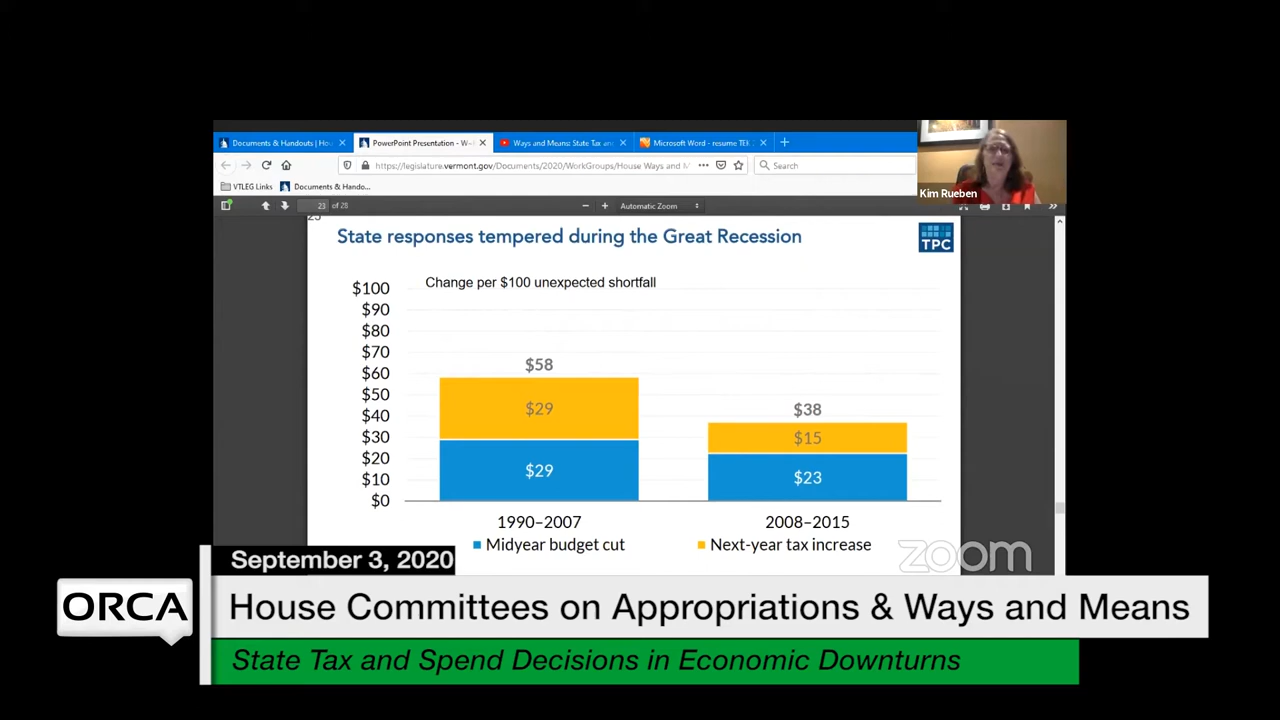 Documents & Handouts | Ho
PowerPoint Presentation - W
Ways and Means: State Tax an
Microsoft Word - resume TEK
https://legislature.vermont.gov/Documents/2020/WorkGroups/House Ways and M
Search
VTLEG Links
Documents & Hando...
Kim Rueben
23 of 28
Automatic Zoom
State responses tempered during the Great Recession
TPC
Change per $100 unexpected shortfall
$100
$90
$80
$70
$60
$50
$40
$30
$20
$10
$0
$58
$29
$29
$38
$15
$23
1990–2007
2008–2015
Midyear budget cut
Next-year tax increase
zoom
September 3, 2020
ORCA
House Committees on Appropriations & Ways and Means
State Tax and Spend Decisions in Economic Downturns